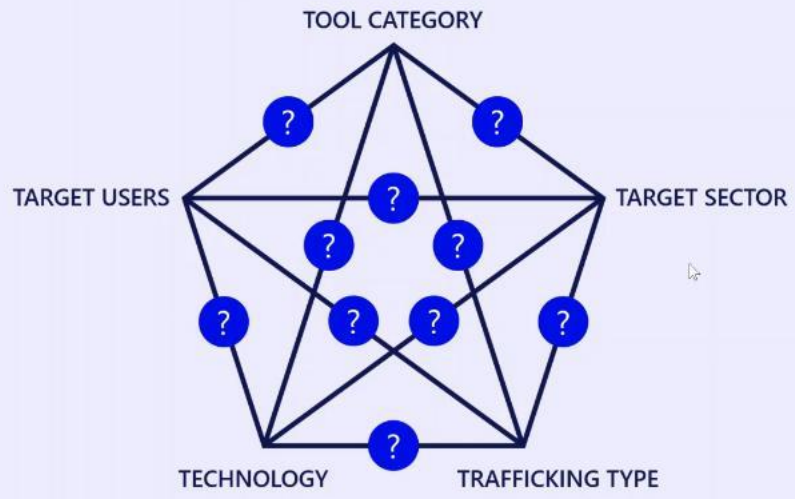 TOOL CATEGORY
? ?
TARGET USERS ? TARGET SECTOR
? ?
? ? ? ?
?
TECHNOLOGY TRAFFICKING TYPE